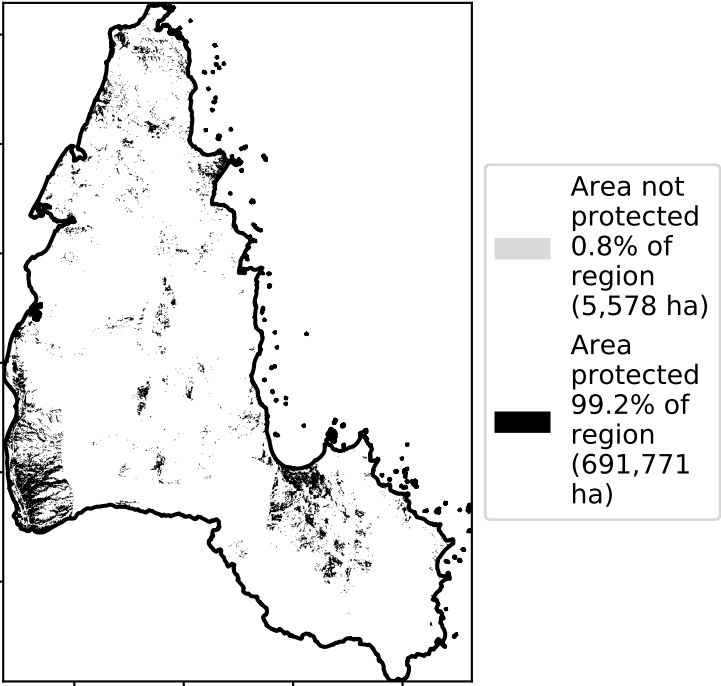 Area not
protected
0.8% of
region
(5,578 ha)
Area
protected
99.2% of
region
(691,771
ha)